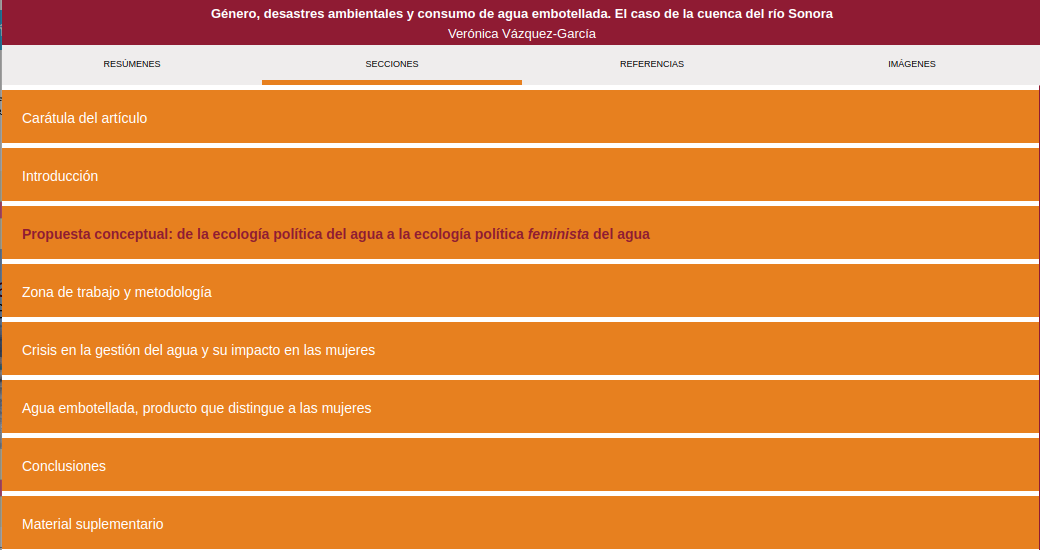 Género, desastres ambientales y consumo de agua embotellada. El caso de la cuenca del río Sonora
Verónica Vázquez-García
RESÚMENES
SECCIONES
REFERENCIAS
IMÁGENES
Carátula del artículo
Introducción
Propuesta conceptual: de la ecología política del agua a la ecología política feminista del agua
Zona de trabajo y metodología
Crisis en la gestión del agua y su impacto en las mujeres
Agua embotellada, producto que distingue a las mujeres
Conclusiones
Material suplementario